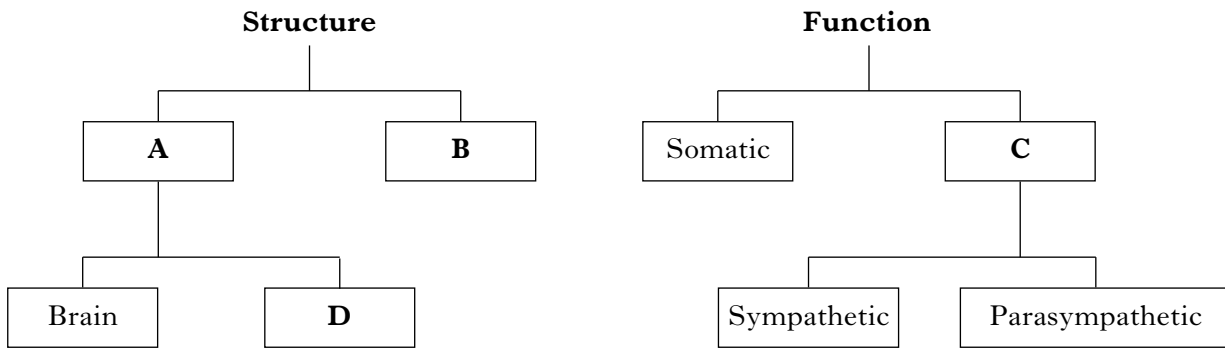 Structure
Function
A
B
Somatic
C
Brain
D
Sympathetic
Parasympathetic